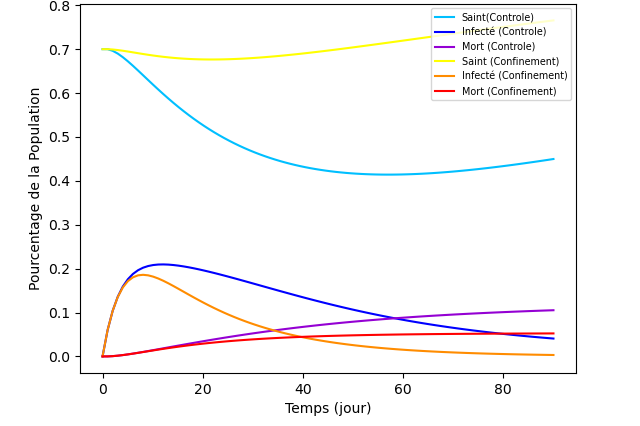 0.8
0.7
0.6
0.5
0.4
0.3
0.2
0.1
0.0
Pourcentage de la Population
0
20
40
60
80
Temps (jour)
Saint(Controle)
Infecté (Controle)
Mort (Controle)
Saint (Confinement)
Infecté (Confinement)
Mort (Confinement)